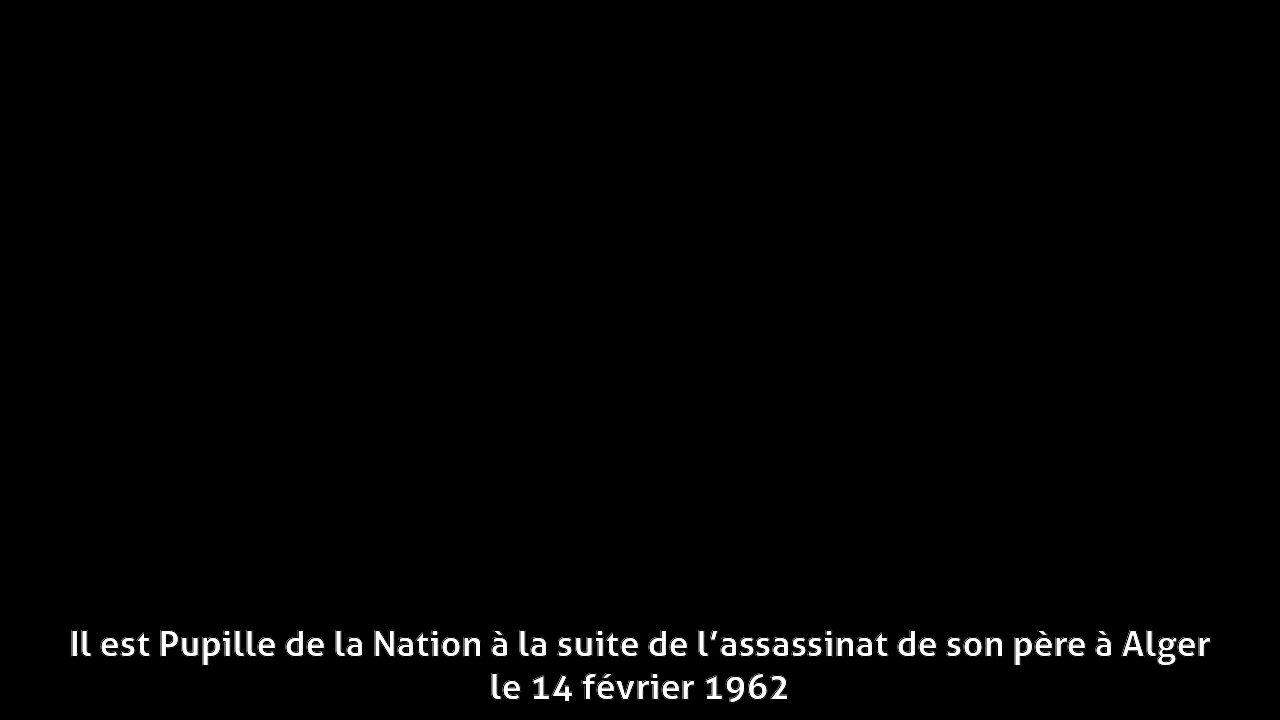 Il est Pupille de la Nation à la suite de l’assassinat de son père à Alger
le 14 février 1962